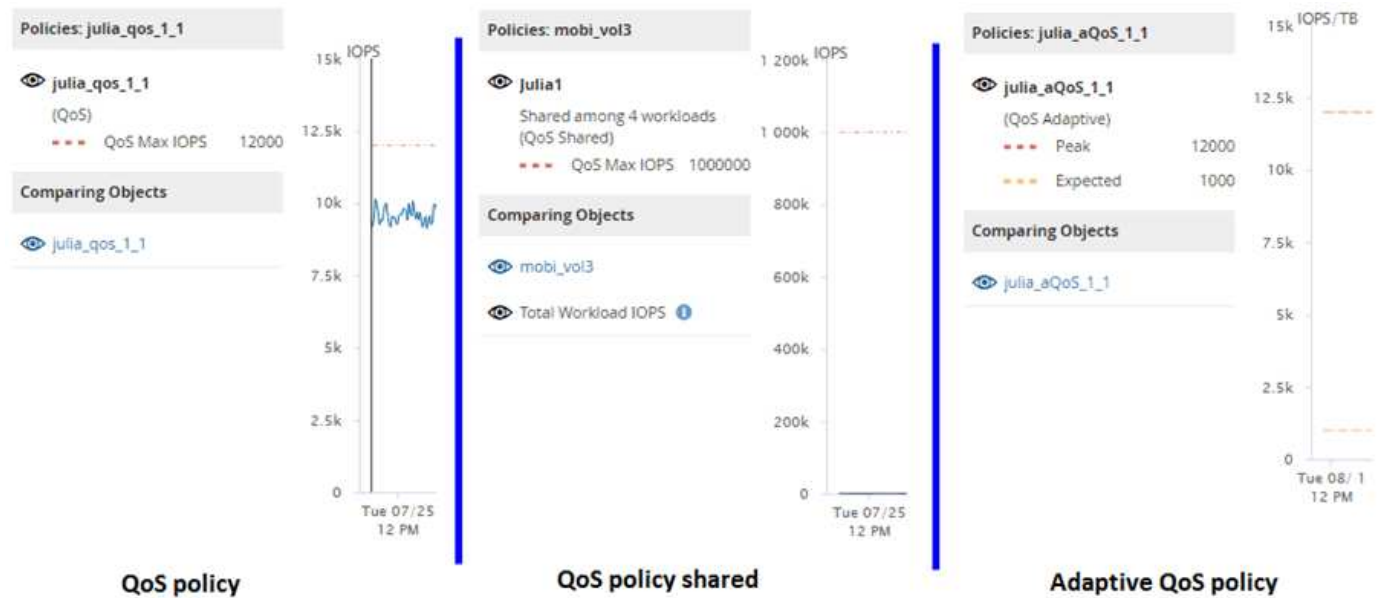 Policies: julia_qos_1_1
julia_qos_1_1
(QoS)
QoS Max IOPS 12000
Comparing Objects
julia_qos_1_1
IOPS
15k
12.5k
10k
7.5k
5k
2.5k
0
Tue 07/25
12 PM
QoS policy
Policies: mobi_vol3
Julia1
Shared among 4 workloads
(QoS Shared)
QoS Max IOPS 1000000
Comparing Objects
mobi_vol3
Total Workload IOPS i
IOPS
1 200k
1 000k
800k
600k
400k
200k
0
Tue 07/25
12 PM
QoS policy shared
Policies: julia_aQoS_1_1
julia_aQoS_1_1
(QoS Adaptive)
Peak 12000
Expected 1000
Comparing Objects
julia_aQoS_1_1
IOPS/TB
15k
12.5k
10k
7.5k
5k
2.5k
0
Tue 08/ 1
12 PM
Adaptive QoS policy